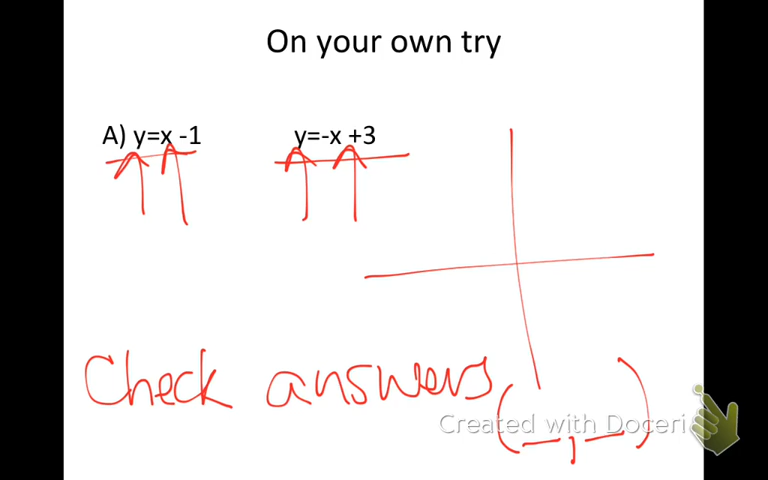 On your own try
A) y=x -1 y=-x +3
Check answers (_,_)
Created with Doceri